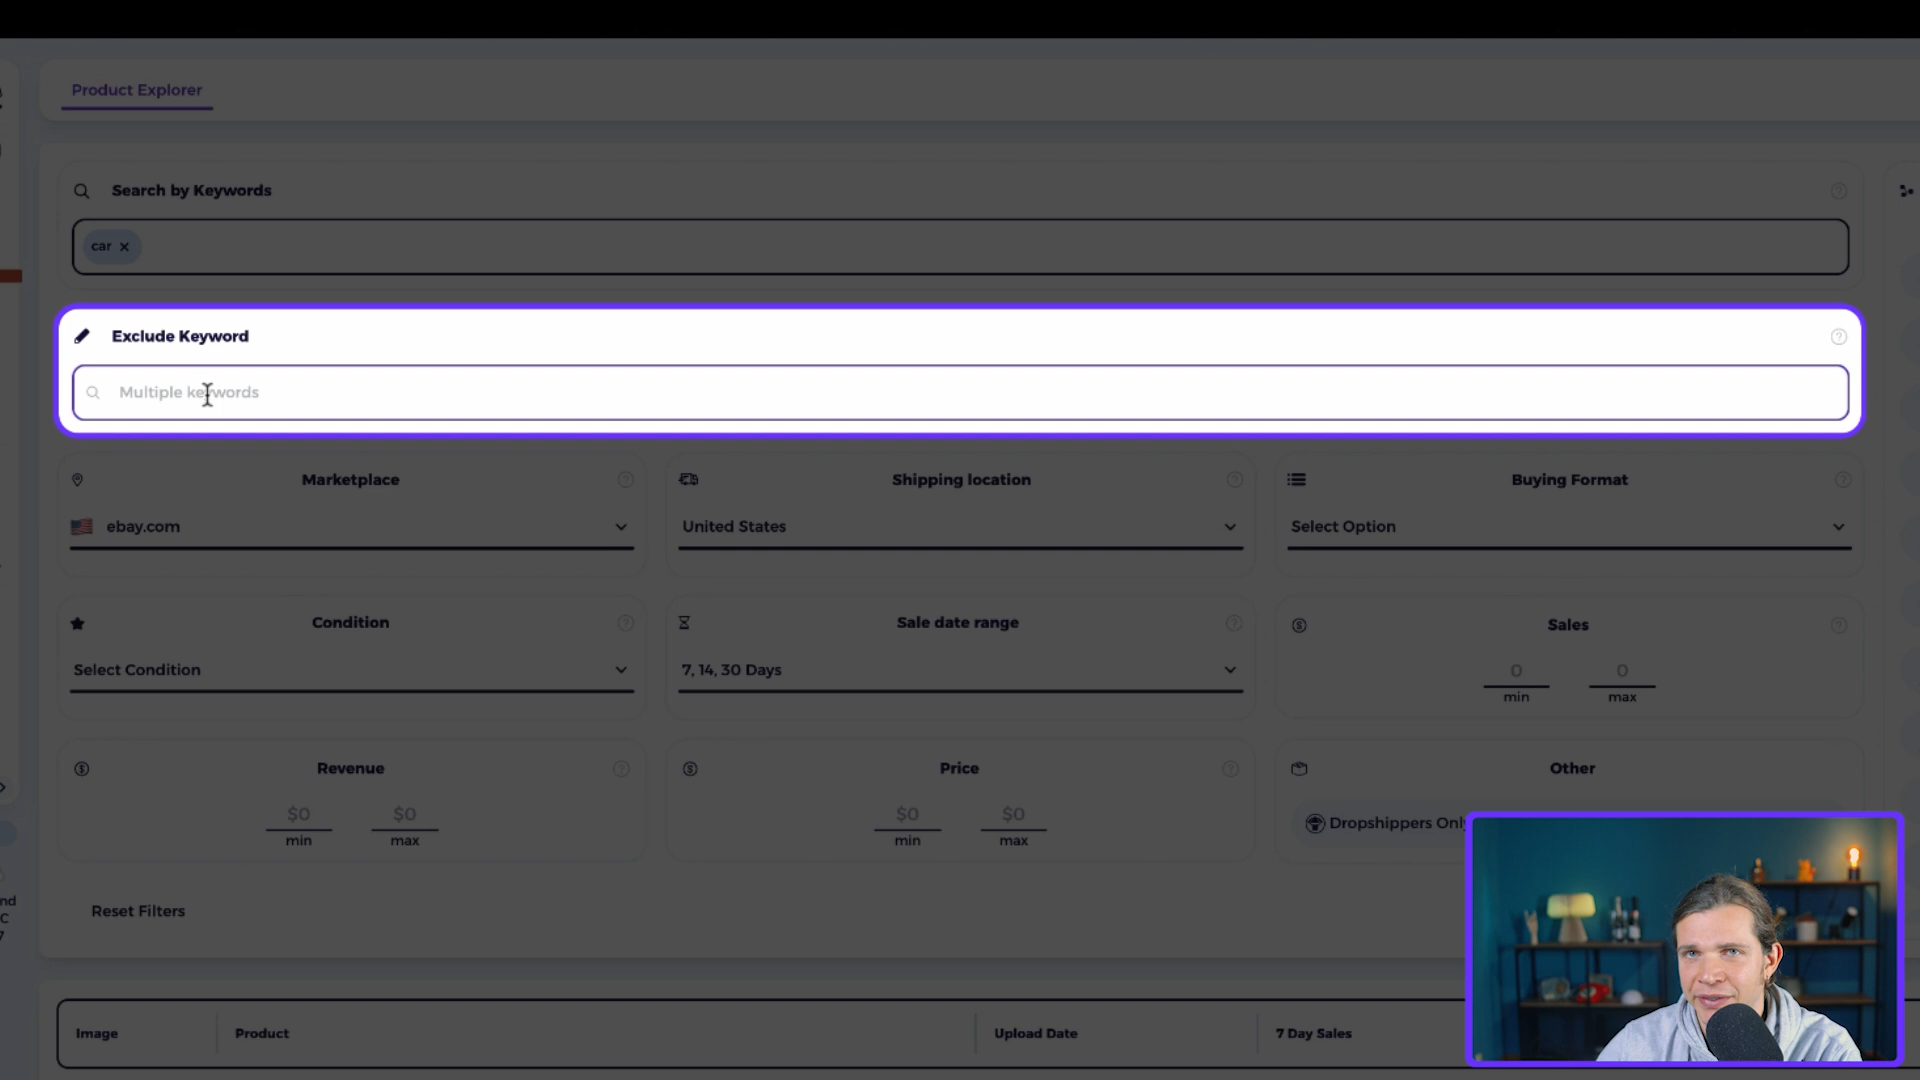 Product Explorer
Search by Keywords
car
Exclude Keyword
Multiple keywords
Marketplace
Shipping location
Buying Format
ebay.com
United States
Select Option
Condition
Sale date range
Sales
Select Condition
7, 14, 30 Days
0
0
min
max
Revenue
Price
Other
$0
$0
$0
$0
Dropshippers Only
min
max
min
max
Reset Filters
nd
C
7
Image
Product
Upload Date
7 Day Sales